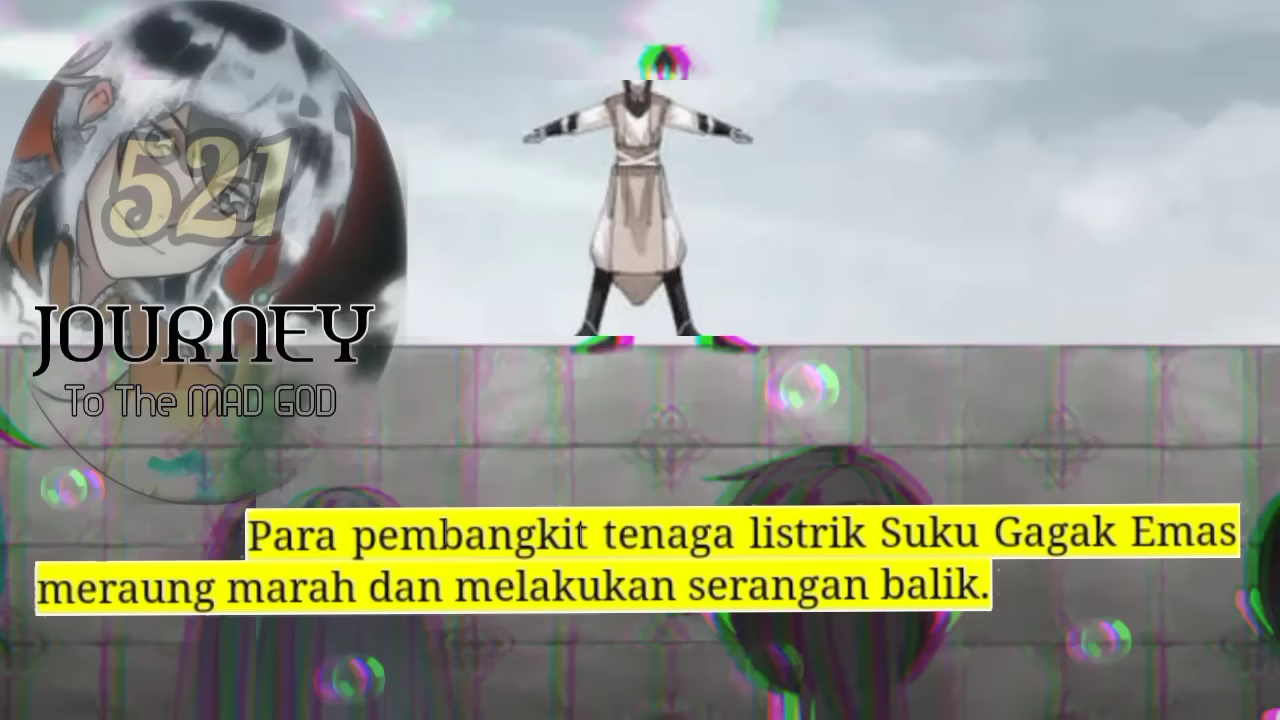 521
JOURNEY
To The MAD GOD
Para pembangkit tenaga listrik Suku Gagak Emas
meraung marah dan melakukan serangan balik.